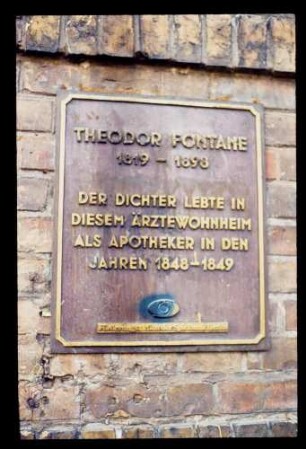 THEODOR FONTANE
1819 – 1898
DER DICHTER LEBTE IN
DIESEM ÄRZTEWOHNHEIM
ALS APOTHEKER IN DEN
JAHREN 1848–1849